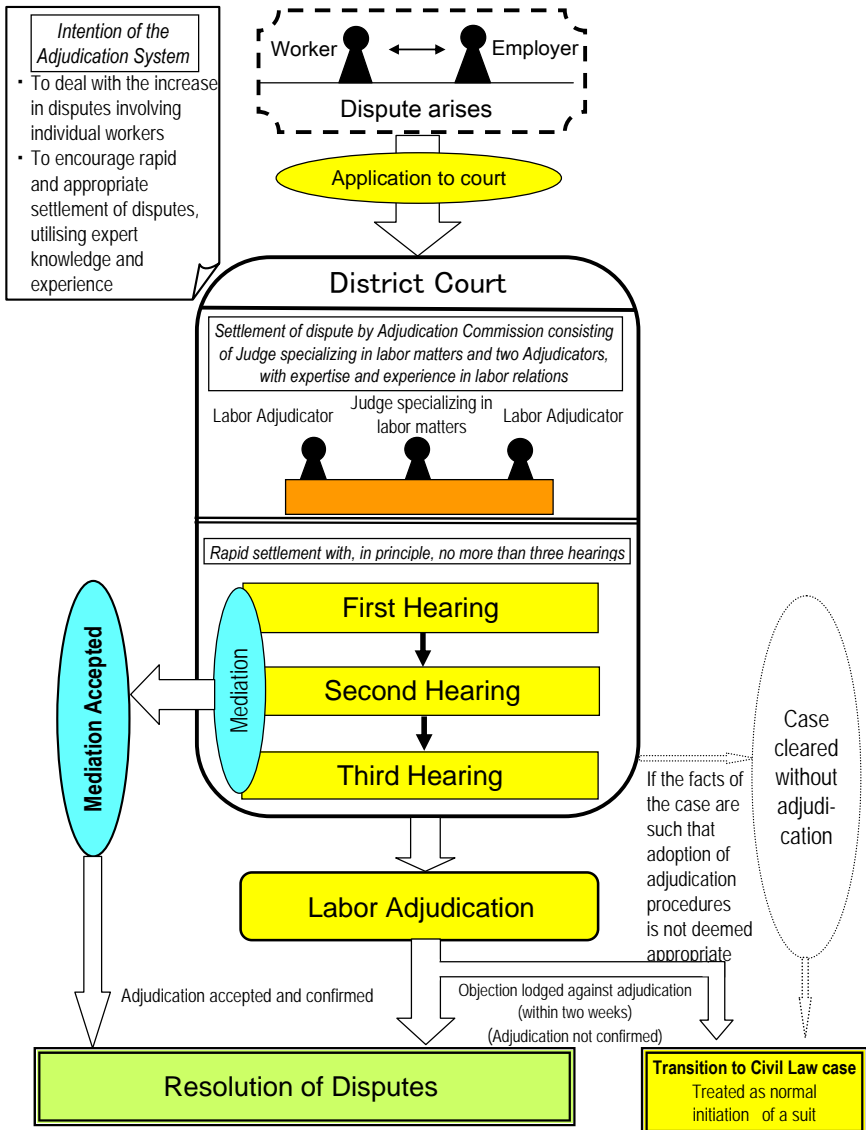 Intention of the
Adjudication System
・ To deal with the increase
in disputes involving
individual workers
・ To encourage rapid
and appropriate
settlement of disputes,
utilising expert
knowledge and
experience
Worker
Employer
Dispute arises
Application to court
District Court
Settlement of dispute by Adjudication Commission consisting
of Judge specializing in labor matters and two Adjudicators,
with expertise and experience in labor relations
Labor Adjudicator
Judge specializing in
labor matters
Labor Adjudicator
Rapid settlement with, in principle, no more than three hearings
First Hearing
Second Hearing
Third Hearing
Mediation
Mediation Accepted
Case
cleared
without
adjudi-
cation
If the facts of
the case are
such that
adoption of
adjudication
procedures
is not deemed
appropriate
Labor Adjudication
Adjudication accepted and confirmed
Objection lodged against adjudication
(within two weeks)
(Adjudication not confirmed)
Resolution of Disputes
Transition to Civil Law case
Treated as normal
initiation of a suit